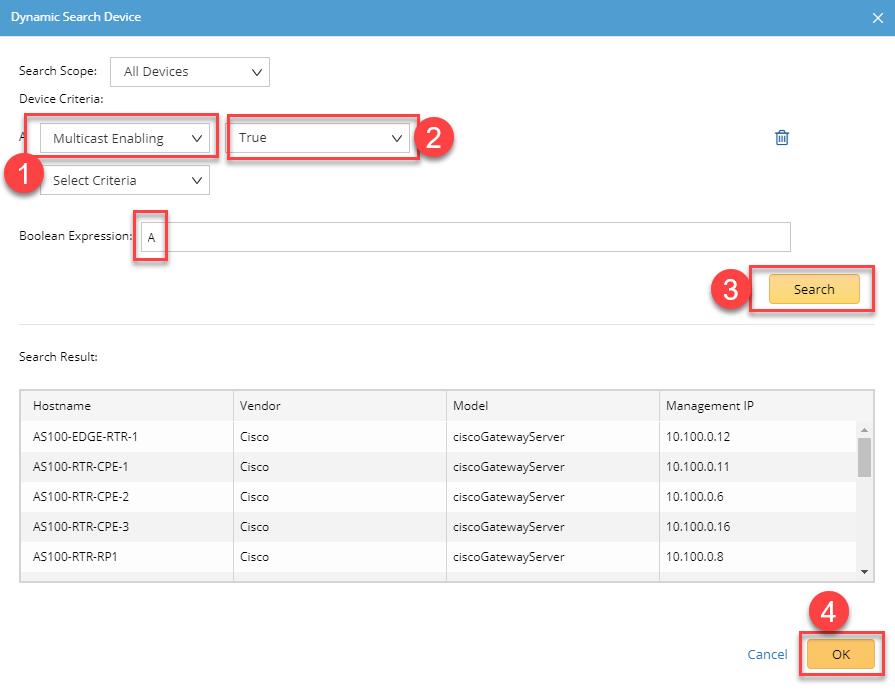 Dynamic Search Device
Search Scope: All Devices
Device Criteria:
A Multicast Enabling True 2
1
Select Criteria
Boolean Expression: A
3 Search
Search Result:
Hostname Vendor Model Management IP
AS100-EDGE-RTR-1 Cisco ciscoGatewayServer 10.100.0.12
AS100-RTR-CPE-1 Cisco ciscoGatewayServer 10.100.0.11
AS100-RTR-CPE-2 Cisco ciscoGatewayServer 10.100.0.6
AS100-RTR-CPE-3 Cisco ciscoGatewayServer 10.100.0.16
AS100-RTR-RP1 Cisco ciscoGatewayServer 10.100.0.8
4
Cancel OK